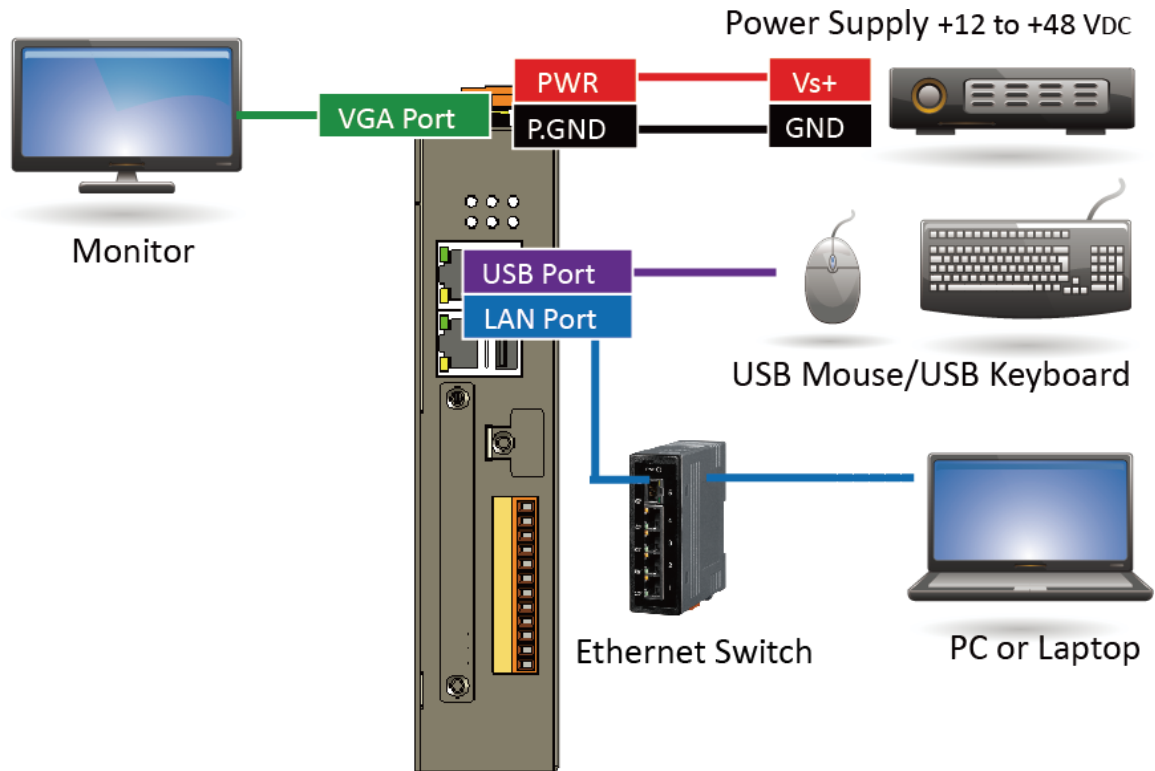 Power Supply +12 to +48 VDC
PWR
Vs+
VGA Port
P.GND
GND
Monitor
USB Port
LAN Port
USB Mouse/USB Keyboard
Ethernet Switch
PC or Laptop